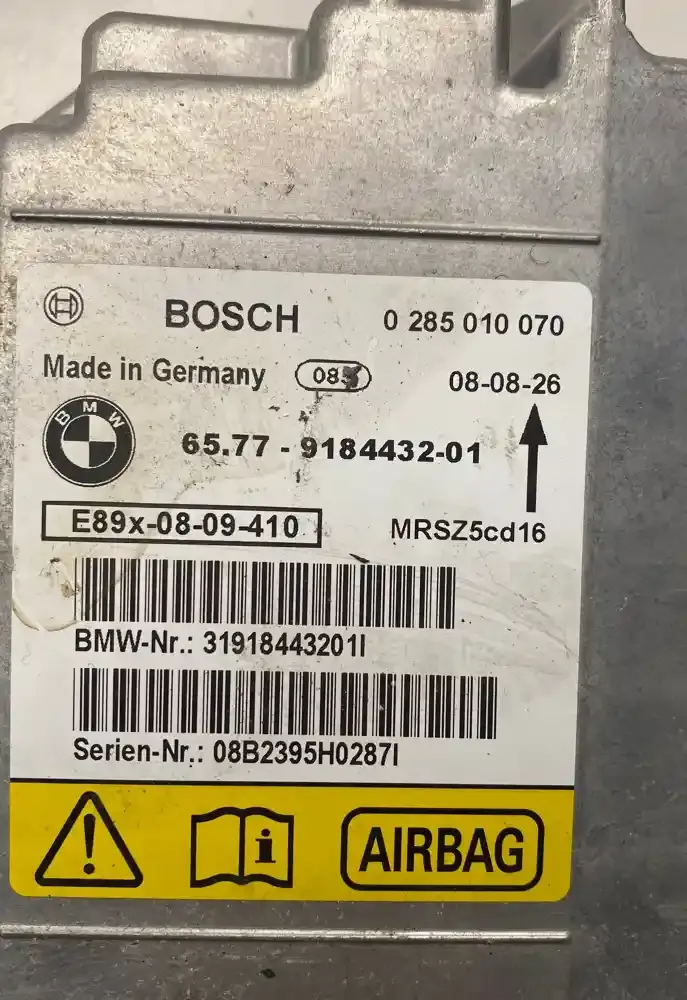 BOSCH 0 285 010 070
Made in Germany 08-08-26
BMW 65.77 - 9184432-01
E89x-08-09-410 MRSZ5cd16
BMW-Nr.: 31918443201I
Serien-Nr.: 08B2395H0287I
AIRBAG